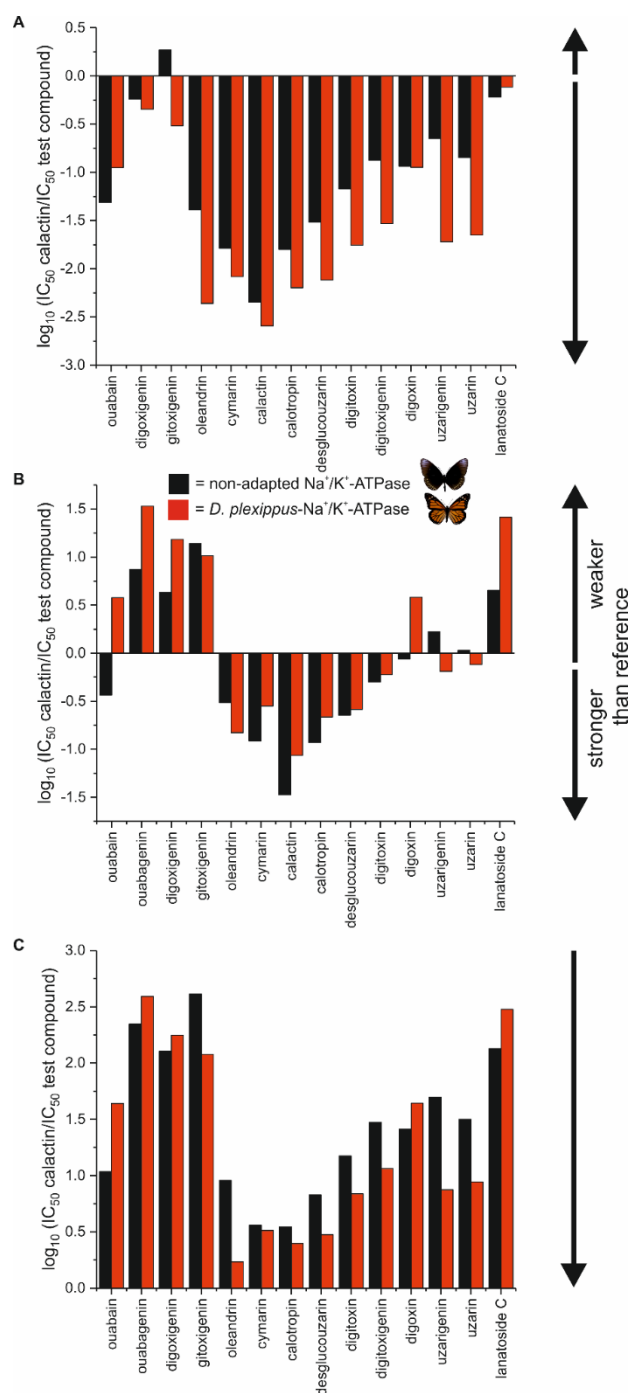 A
log₁₀ (IC₅₀ calactin/IC₅₀ test compound)
0.5
0.0
-0.5
-1.0
-1.5
-2.0
-2.5
-3.0
ouabain
digoxigenin
gitoxigenin
oleandrin
cymarin
calactin
calotropin
desglucouzarin
digitoxin
digitoxigenin
digoxin
uzarigenin
uzarin
lanatoside C
B
= non-adapted Na⁺/K⁺-ATPase
= D. plexippus-Na⁺/K⁺-ATPase
log₁₀ (IC₅₀ calactin/IC₅₀ test compound)
1.5
1.0
0.5
0.0
-0.5
-1.0
-1.5
ouabain
ouabagenin
digoxigenin
gitoxigenin
oleandrin
cymarin
calactin
calotropin
desglucouzarin
digitoxin
digitoxigenin
digoxin
uzarigenin
uzarin
lanatoside C
stronger weaker
than reference
C
log₁₀ (IC₅₀ calactin/IC₅₀ test compound)
3.0
2.5
2.0
1.5
1.0
0.5
0.0
ouabain
ouabagenin
digoxigenin
gitoxigenin
oleandrin
cymarin
calotropin
desglucouzarin
digitoxin
digitoxigenin
digoxin
uzarigenin
uzarin
lanatoside C